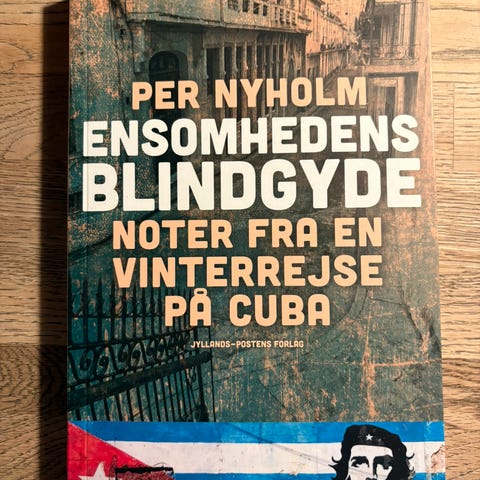 PER NYHOLM
ENSOMHEDENS
BLINDGYDE
NOTER FRA EN
VINTERREJSE
PÅ CUBA
JYLLANDS-POSTENS FORLAG